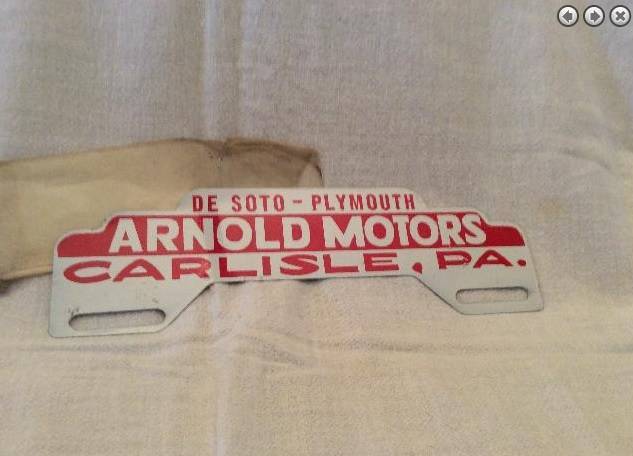 DE SOTO - PLYMOUTH
ARNOLD MOTORS
CARLISLE, PA.